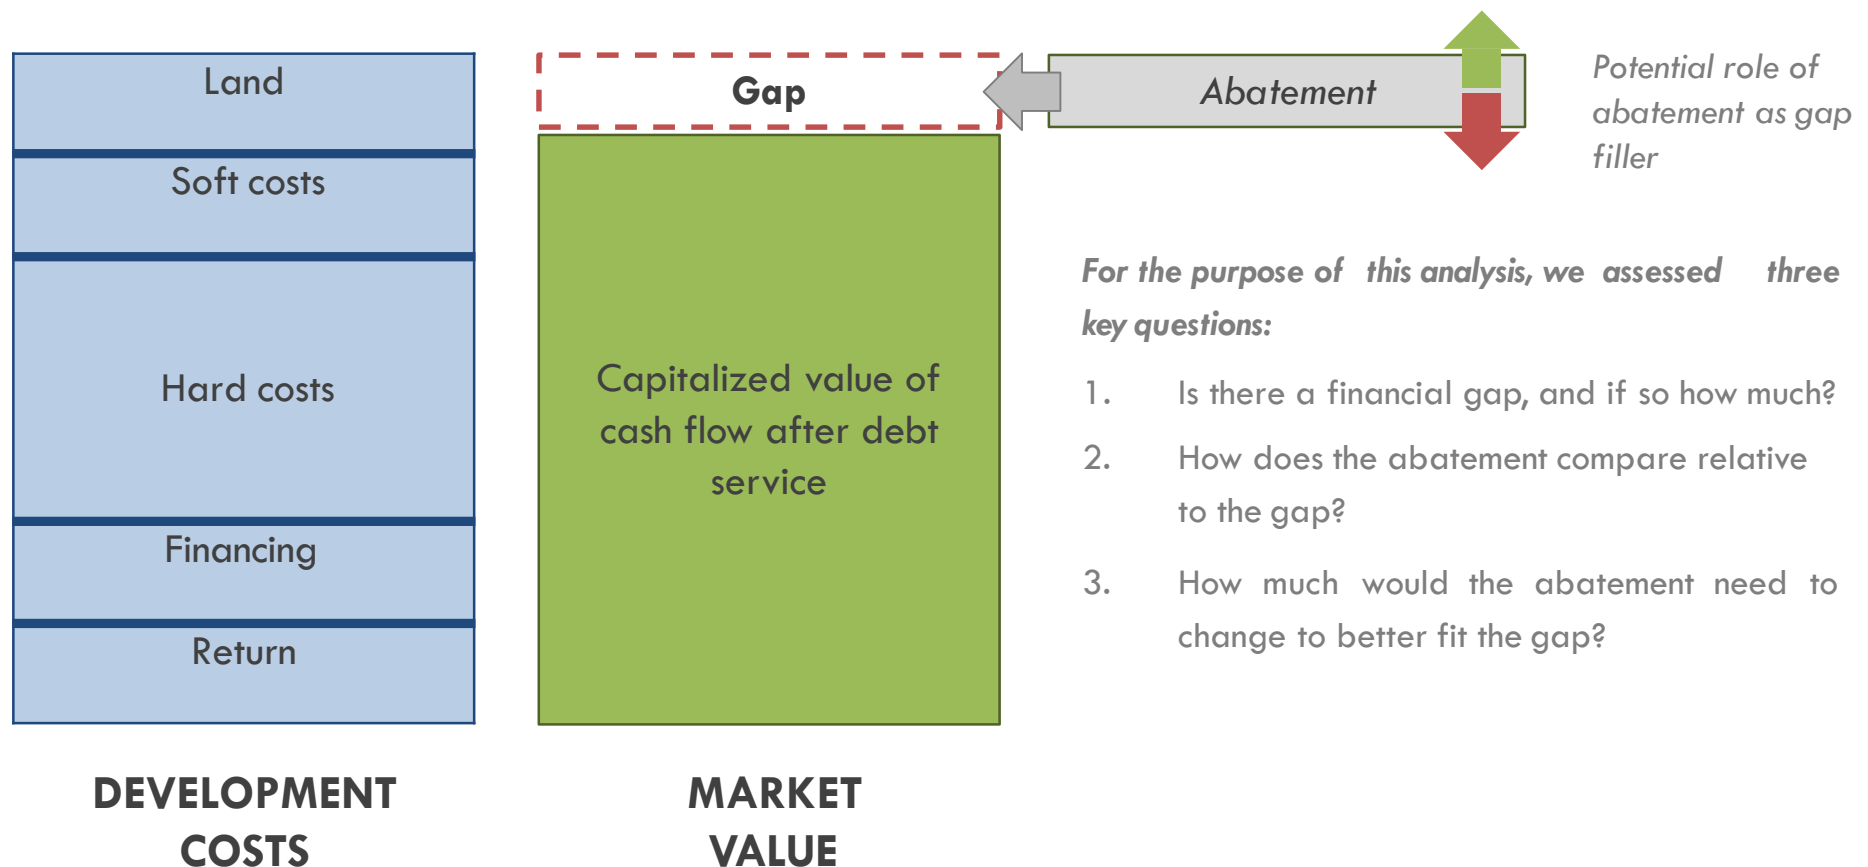 Land
Soft costs
Hard costs
Financing
Return
DEVELOPMENT
COSTS
Gap
Capitalized value of
cash flow after debt
service
MARKET
VALUE
Abatement
Potential role of
abatement as gap
filler
For the purpose of this analysis, we assessed three
key questions:
1. Is there a financial gap, and if so how much?
2. How does the abatement compare relative
to the gap?
3. How much would the abatement need to
change to better fit the gap?